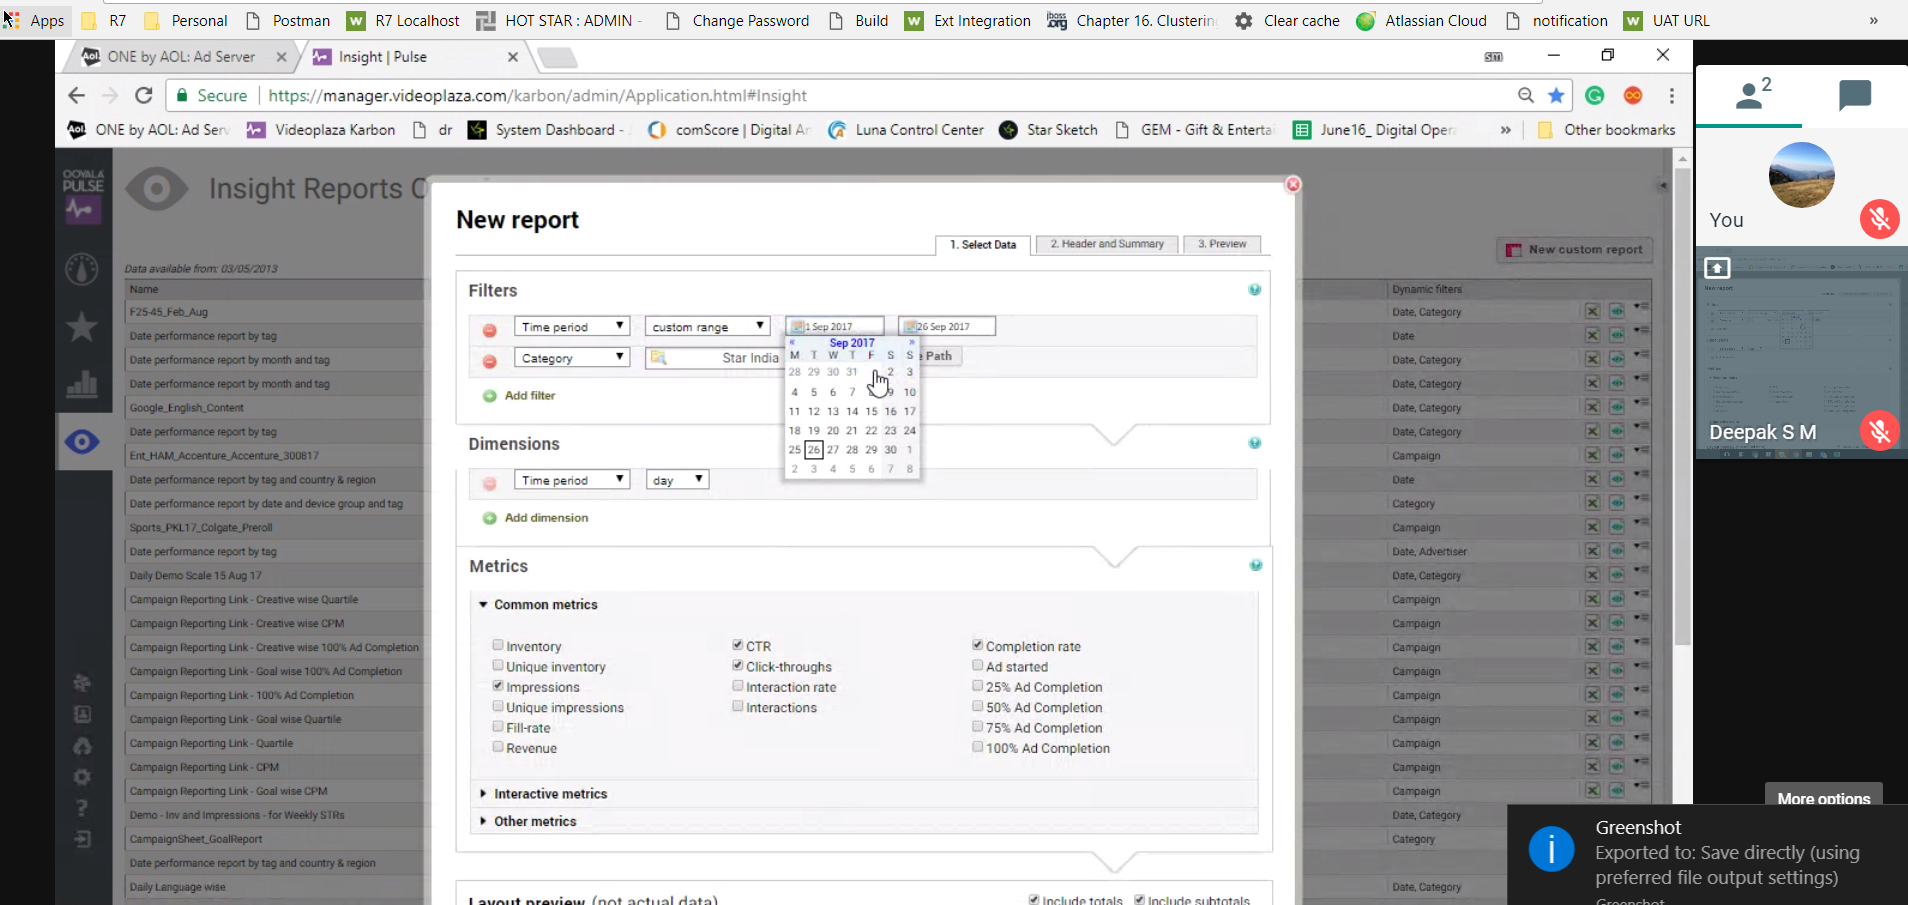 Apps R7 Personal Postman R7 Localhost HOT STAR : ADMIN - Change Password Build Ext Integration Chapter 16. Clustering Clear cache Atlassian Cloud notification UAT URL »
ONE by AOL: Ad Server Insight | Pulse
Secure https://manager.videoplaza.com/karbon/admin/Application.html#Insight
ONE by AOL: Ad Serv Videoplaza Karbon dr System Dashboard - comScore | Digital An Luna Control Center Star Sketch GEM - Gift & Enterta June16_ Digital Oper » Other bookmarks
2
You
Deepak S M
OOYALA
PULSE
Insight Reports
New custom report
Data available from: 03/05/2013
Name Dynamic filters
F25-45_Feb_Aug Date, Category
Date performance report by tag Date
Date performance report by month and tag Date, Category
Date performance report by month and tag Date, Category
Google_English_Content Date, Category
Date performance report by tag Date, Category
Ent_HAM_Accenture_Accenture_300817 Campaign
Date performance report by tag and country & region Date
Date performance report by date and device group and tag Category
Sports_PKL17_Colgate_Preroll Campaign
Date performance report by tag Date, Advertiser
Daily Demo Scale 15 Aug 17 Date, Category
Campaign Reporting Link - Creative wise Quartile Campaign
Campaign Reporting Link - Creative wise CPM Campaign
Campaign Reporting Link - Creative wise 100% Ad Completion Campaign
Campaign Reporting Link - Goal wise 100% Ad Completion Campaign
Campaign Reporting Link - 100% Ad Completion Campaign
Campaign Reporting Link - Goal wise Quartile Campaign
Campaign Reporting Link - Quartile Campaign
Campaign Reporting Link - CPM Campaign
Campaign Reporting Link - Goal wise CPM Campaign
Demo - Inv and Impressions - for Weekly STRs Date, Category
CampaignSheet_GoalReport Category
Date performance report by tag and country & region
Daily Language wise Date, Category
New report
1. Select Data 2. Header and Summary 3. Preview
Filters
Time period custom range 1 Sep 2017 26 Sep 2017
Category Star India Path
Add filter
« Sep 2017 »
M T W T F S S
28 29 30 31 2 3
4 5 6 7 9 10
11 12 13 14 15 16 17
18 19 20 21 22 23 24
25 26 27 28 29 30 1
2 3 4 5 6 7 8
Dimensions
Time period day
Add dimension
Metrics
Common metrics
Inventory CTR Completion rate
Unique inventory Click-throughs Ad started
Impressions Interaction rate 25% Ad Completion
Unique impressions Interactions 50% Ad Completion
Fill-rate 75% Ad Completion
Revenue 100% Ad Completion
Interactive metrics
Other metrics
Layout preview (not actual data) Include totals Include subtotals
More options
Greenshot
Exported to: Save directly (using
preferred file output settings)
Greenshot